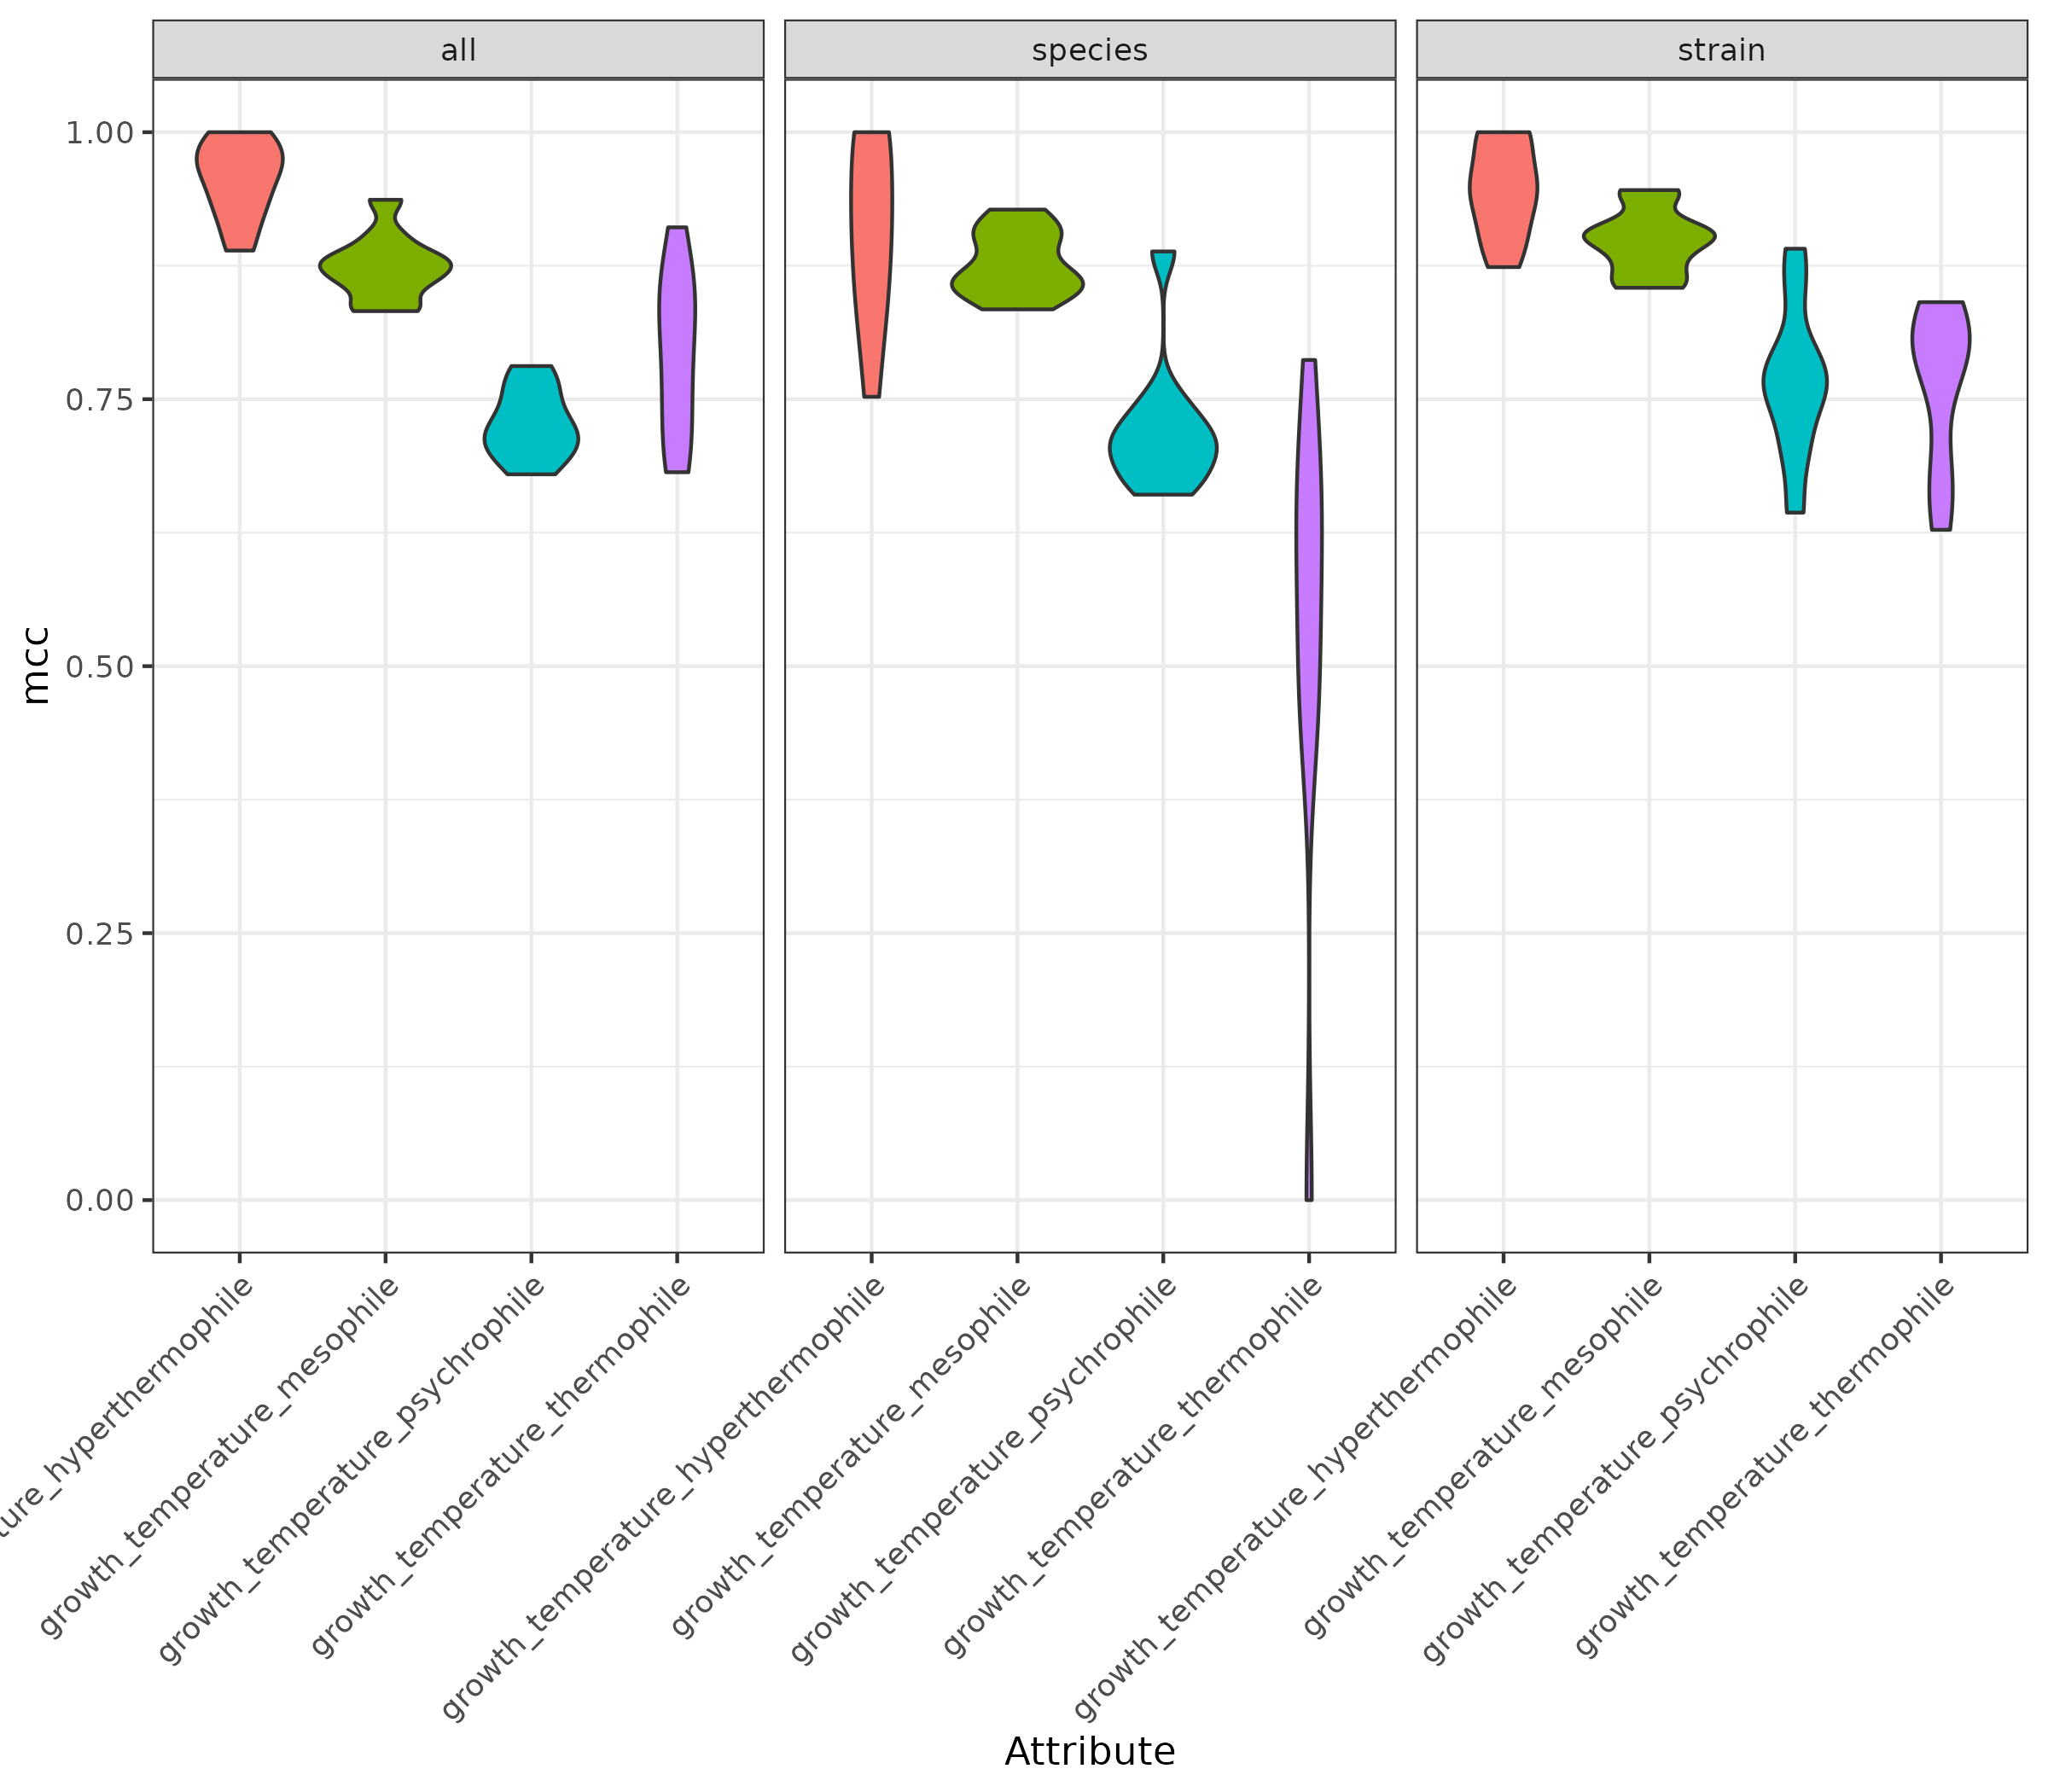 all species strain
1.00
0.75
0.50
0.25
0.00
mcc
ture_hyperthermophile
growth_temperature_mesophile
growth_temperature_psychrophile
growth_temperature_thermophile
growth_temperature_hyperthermophile
growth_temperature_mesophile
growth_temperature_psychrophile
growth_temperature_thermophile
growth_temperature_hyperthermophile
growth_temperature_mesophile
growth_temperature_psychrophile
growth_temperature_thermophile
Attribute